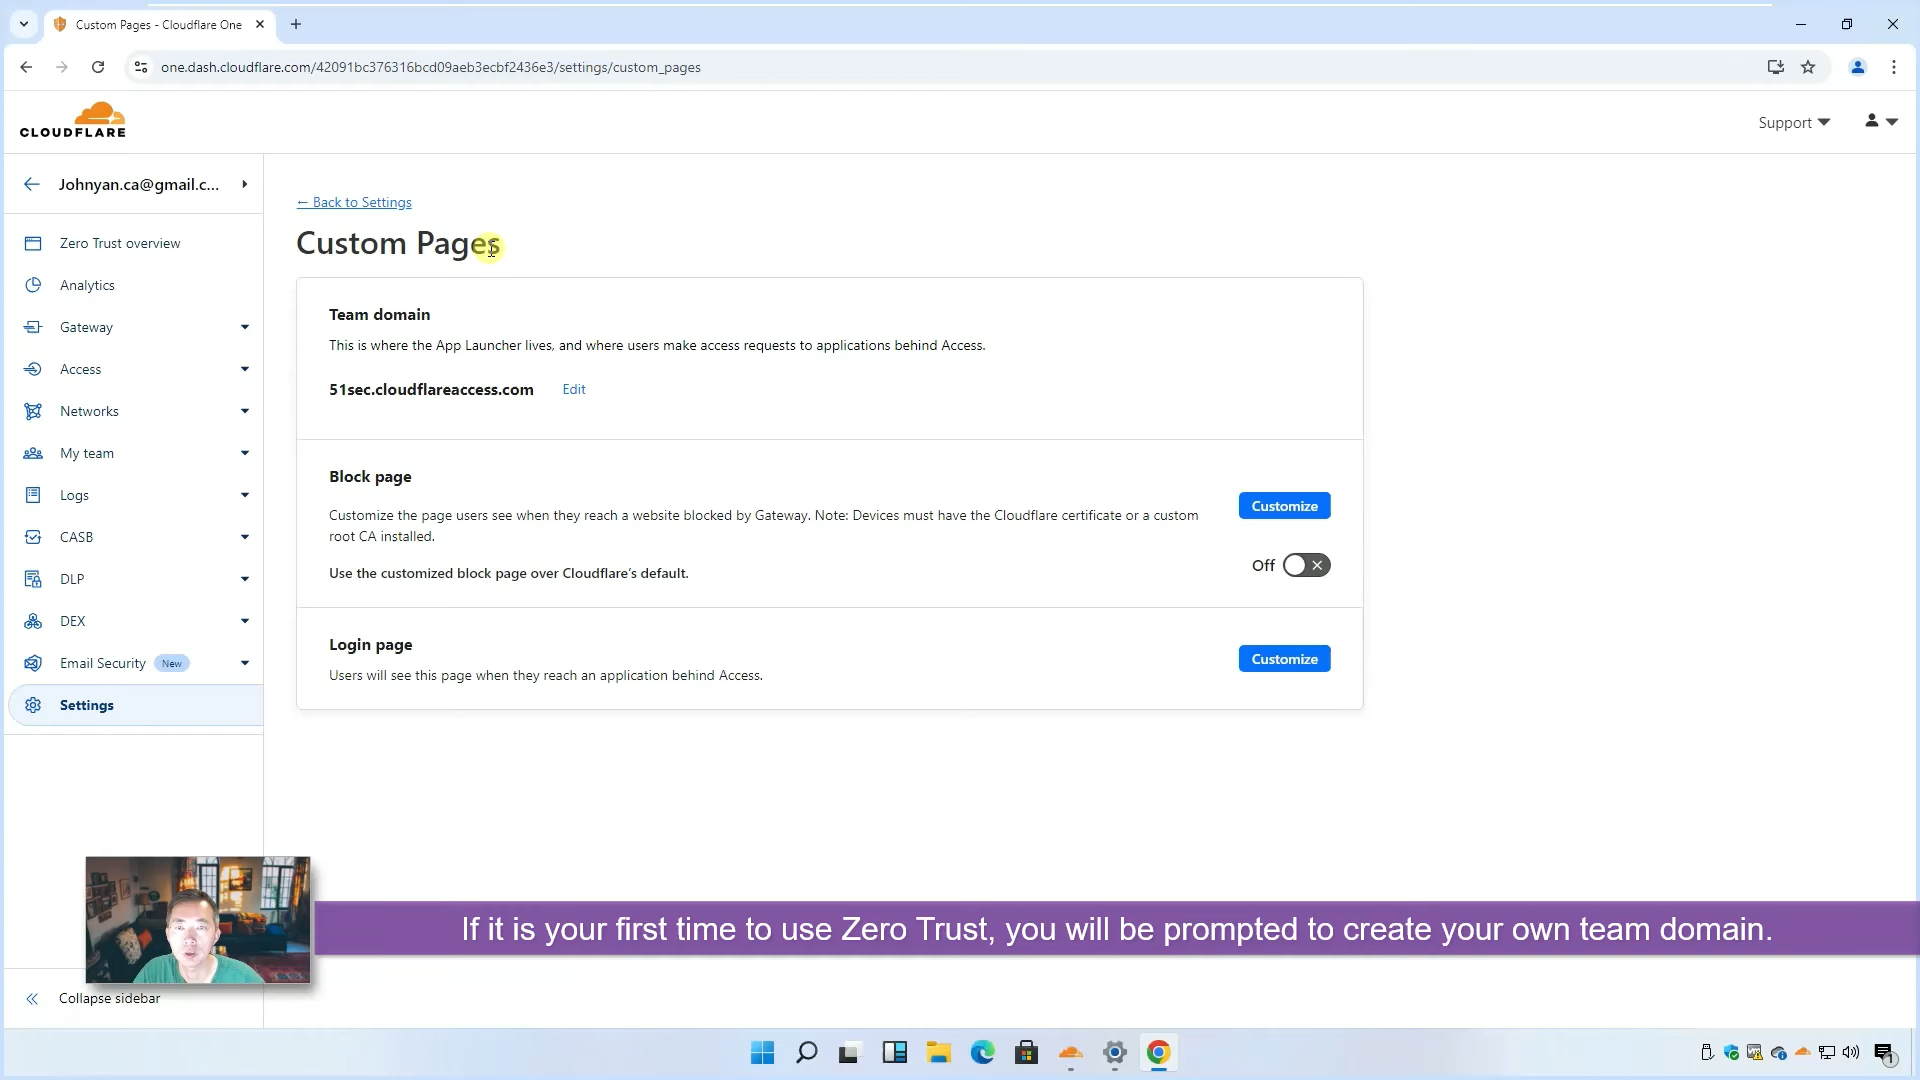 Custom Pages - Cloudflare One
one.dash.cloudflare.com/42091bc376316bcd09aeb3ecbf2436e3/settings/custom_pages
CLOUDFLARE
Support
Johnyan.ca@gmail.c...
Zero Trust overview
Analytics
Gateway
Access
Networks
My team
Logs
CASB
DLP
DEX
Email Security New
Settings
Collapse sidebar
← Back to Settings
Custom Pages
Team domain
This is where the App Launcher lives, and where users make access requests to applications behind Access.
51sec.cloudflareaccess.com Edit
Block page
Customize the page users see when they reach a website blocked by Gateway. Note: Devices must have the Cloudflare certificate or a custom
root CA installed.
Customize
Use the customized block page over Cloudflare's default.
Off
Login page
Users will see this page when they reach an application behind Access.
Customize
If it is your first time to use Zero Trust, you will be prompted to create your own team domain.
1